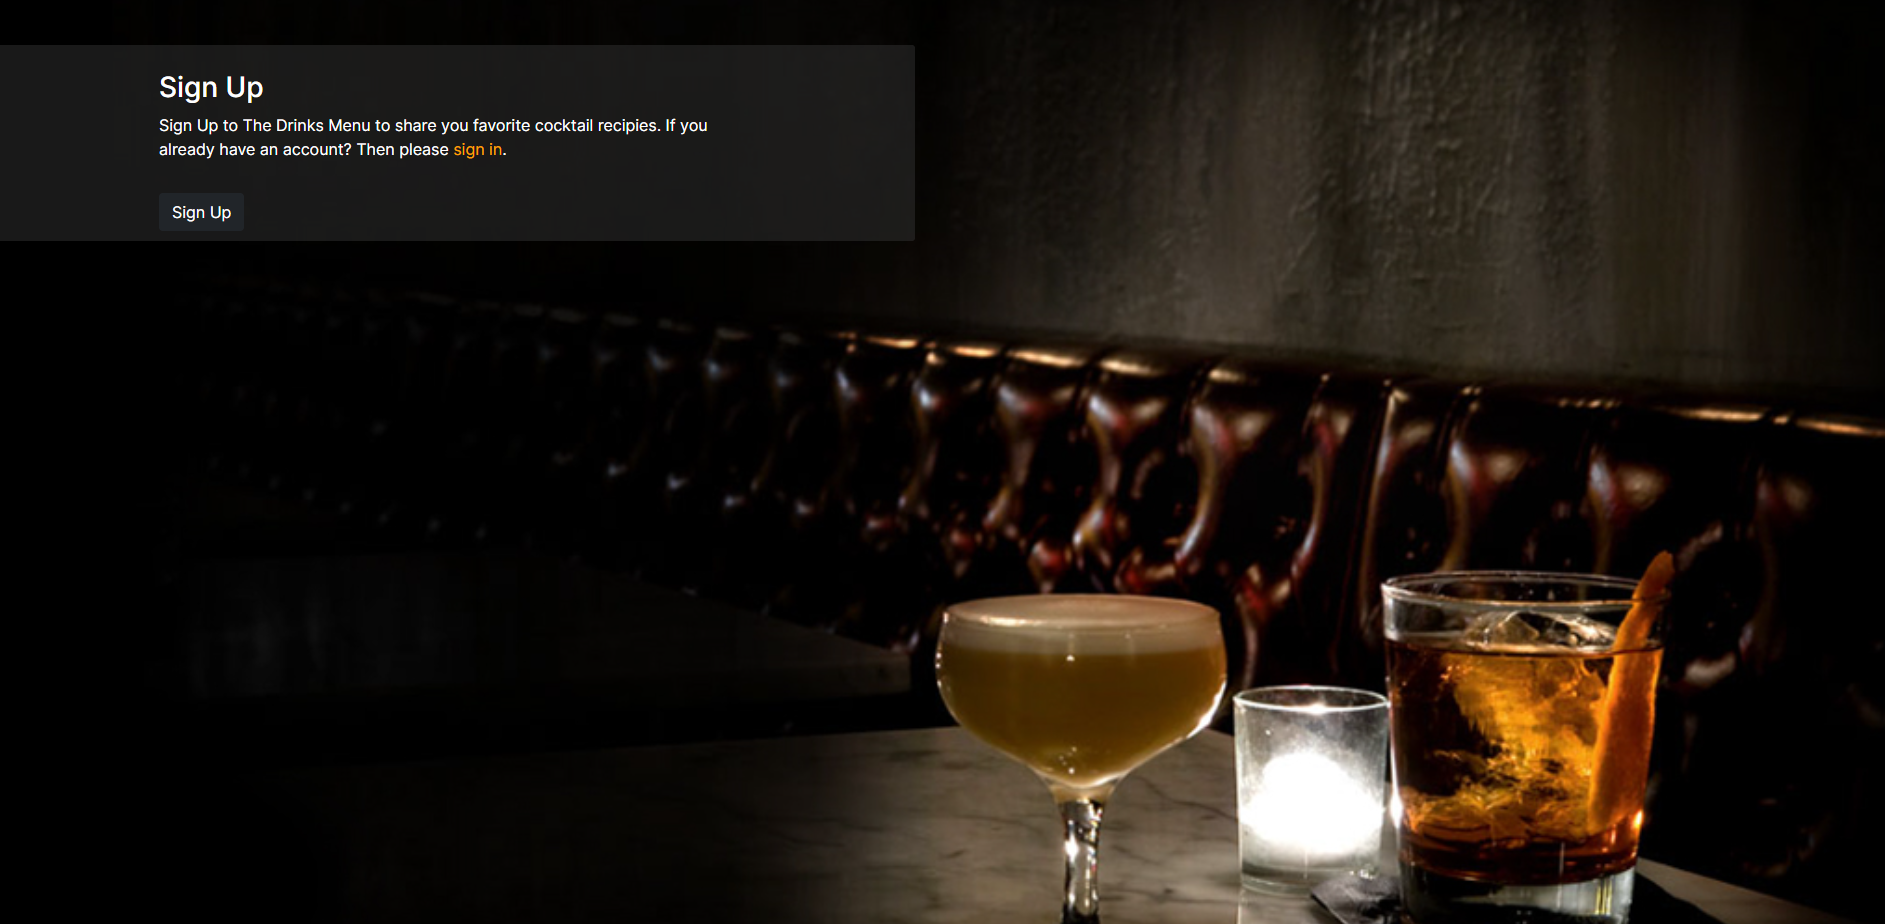 Sign Up
Sign Up to The Drinks Menu to share you favorite cocktail recipies. If you
already have an account? Then please sign in.
Sign Up